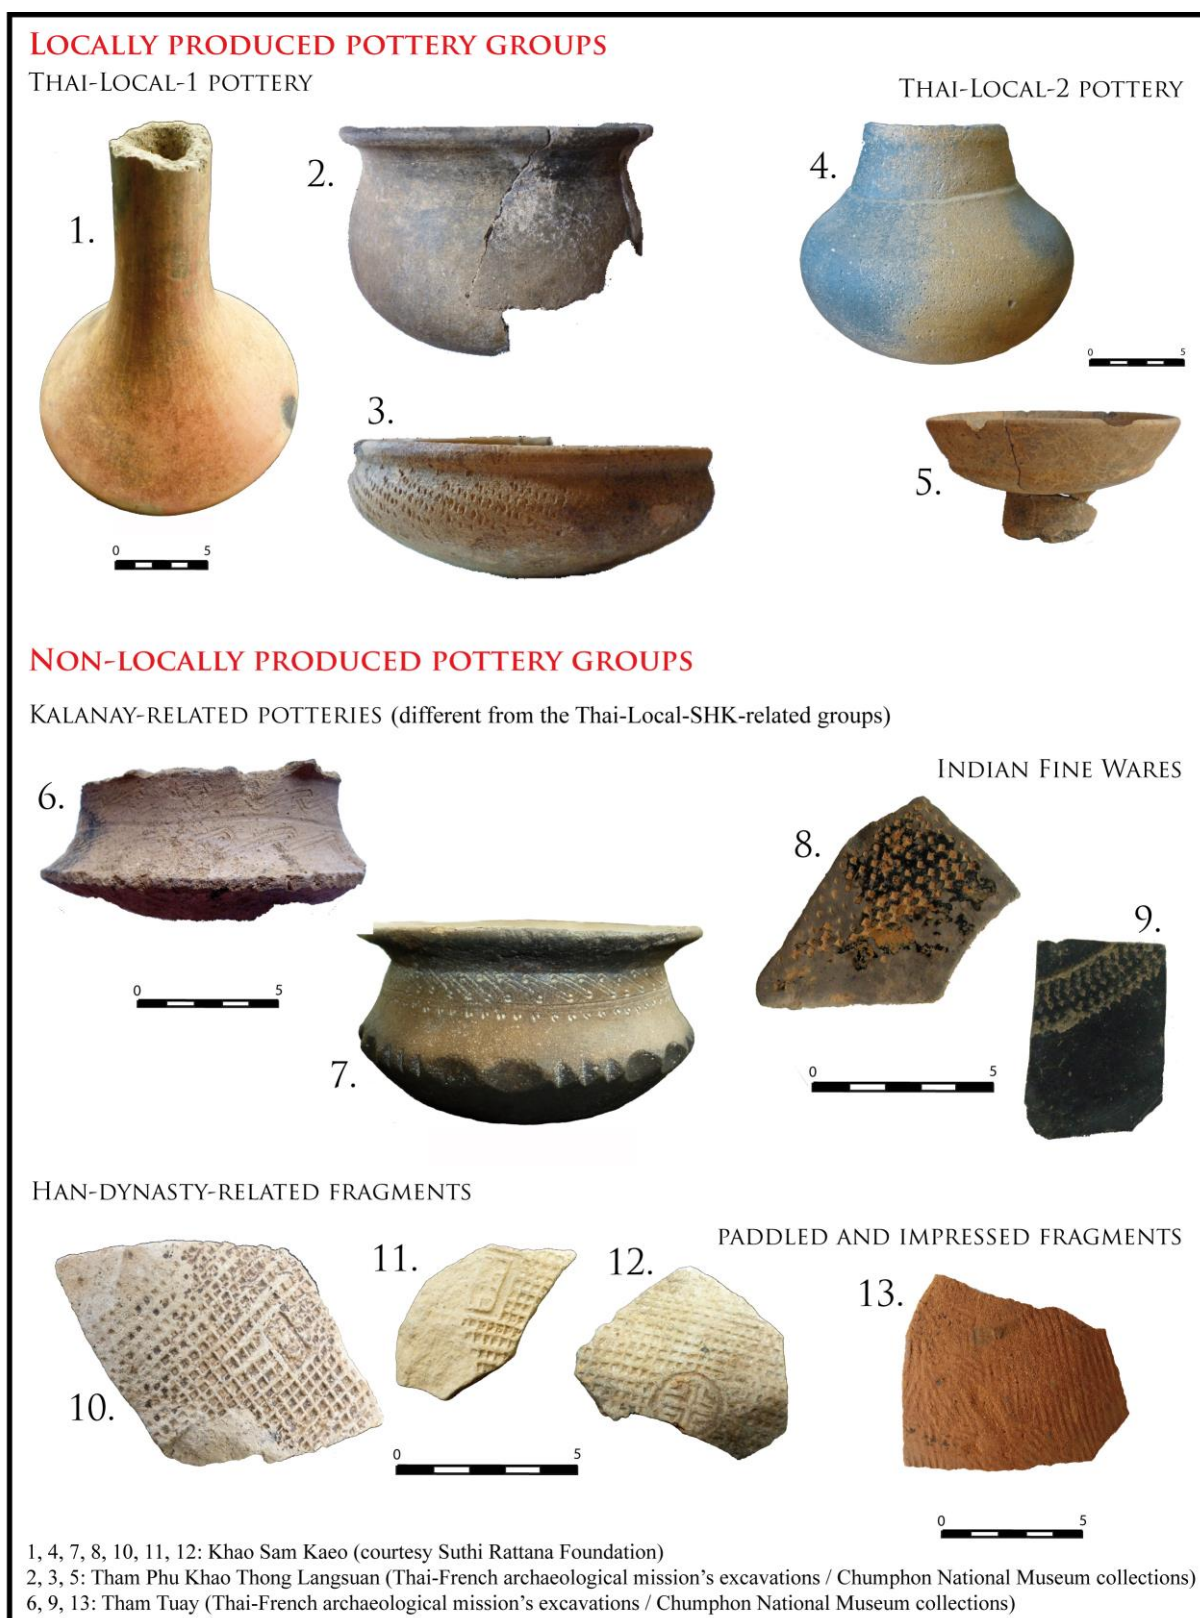 LOCALLY PRODUCED POTTERY GROUPS
THAI-LOCAL-1 POTTERY
THAI-LOCAL-2 POTTERY
1.
2.
3.
4.
5.
0 5
0 5
NON-LOCALLY PRODUCED POTTERY GROUPS
KALANAY-RELATED POTTERIES (different from the Thai-Local-SHK-related groups)
INDIAN FINE WARES
6.
7.
8.
9.
0 5
0 5
HAN-DYNASTY-RELATED FRAGMENTS
PADDLED AND IMPRESSED FRAGMENTS
10.
11.
12.
13.
0 5
0 5
1, 4, 7, 8, 10, 11, 12: Khao Sam Kaeo (courtesy Suthi Rattana Foundation)
2, 3, 5: Tham Phu Khao Thong Langsuan (Thai-French archaeological mission's excavations / Chumphon National Museum collections)
6, 9, 13: Tham Tuay (Thai-French archaeological mission's excavations / Chumphon National Museum collections)